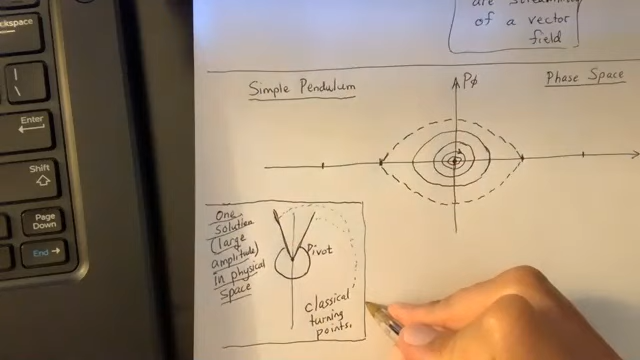 are streamlines
of a vector
field
Simple Pendulum
Pϕ
Phase Space
One
solution
(large
amplitude)
in physical
Space
Pivot
classical
turning
points.
Backspace
|
\
Enter
Shift
Page
Down
End